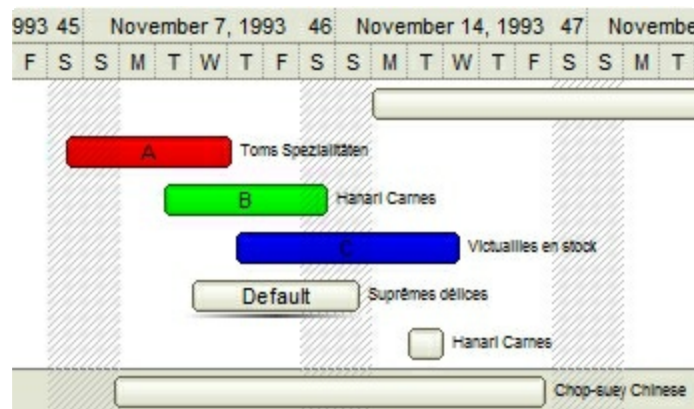 993 45 November 7, 1993 46 November 14, 1993 47 Novembe
F S S M T W T F S S M T W T F S S M T
A Toms Spezialitäten
B Hanari Carnes
C Victuailles en stock
Default Suprêmes délices
Hanari Carnes
Chop-suey Chinese